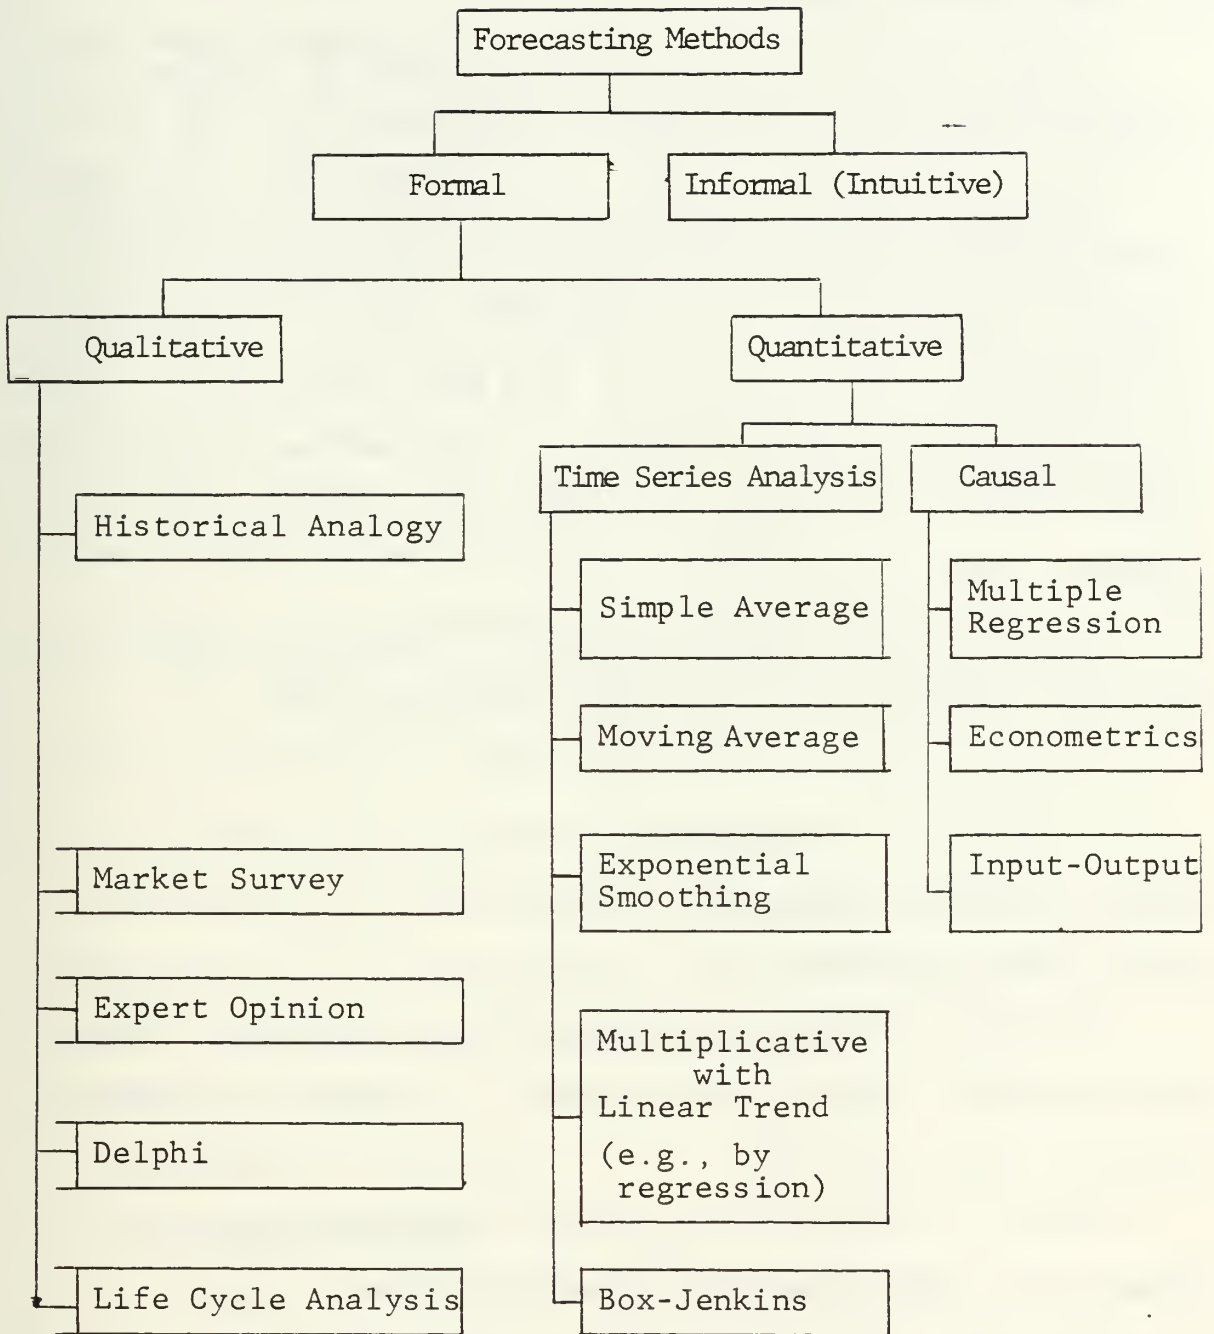 Forecasting Methods
Formal
Informal (Intuitive)
Qualitative
Quantitative
Time Series Analysis
Causal
Historical Analogy
Simple Average
Multiple
Regression
Moving Average
Econometrics
Market Survey
Exponential
Smoothing
Input-Output
Expert Opinion
Multiplicative
with
Linear Trend
(e.g., by
regression)
Delphi
Life Cycle Analysis
Box-Jenkins